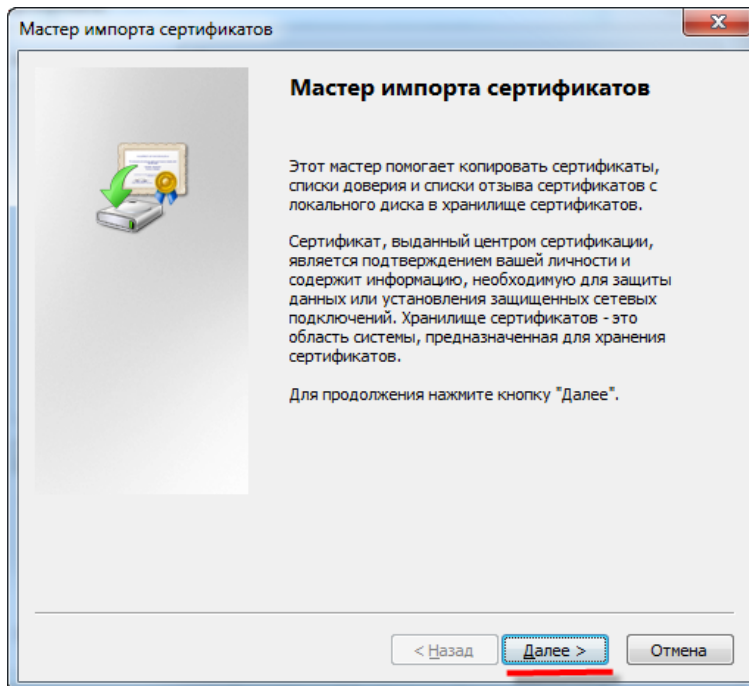 Мастер импорта сертификатов
Мастер импорта сертификатов
Этот мастер помогает копировать сертификаты,
списки доверия и списки отзыва сертификатов с
локального диска в хранилище сертификатов.
Сертификат, выданный центром сертификации,
является подтверждением вашей личности и
содержит информацию, необходимую для защиты
данных или установления защищенных сетевых
подключений. Хранилище сертификатов - это
область системы, предназначенная для хранения
сертификатов.
Для продолжения нажмите кнопку "Далее".
< Назад Далее > Отмена